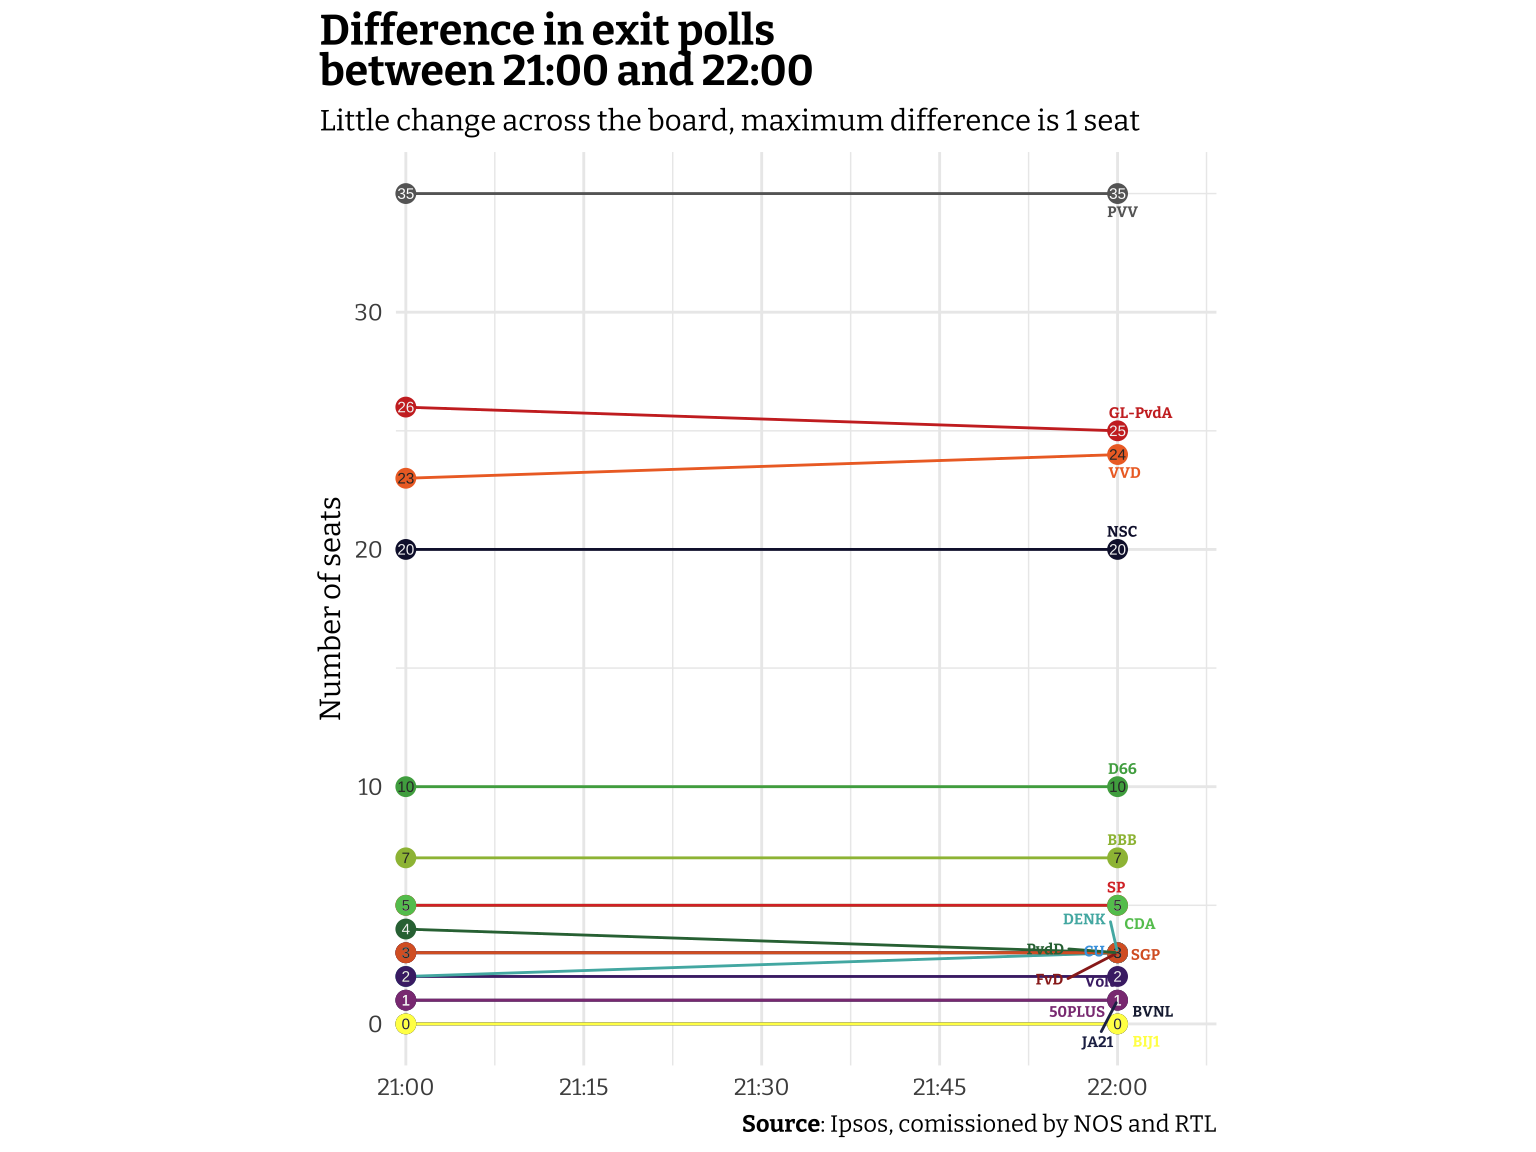 Difference in exit polls
between 21:00 and 22:00
Little change across the board, maximum difference is 1 seat
Number of seats
35 35
PVV
30
26
GL-PvdA
25
23
24
VVD
NSC
20 20 20
D66
10 10 10
BBB
7 7
SP
5 5
DENK
CDA
4
PvdD
CU
3 3
SGP
FvD
2 2
1 1
50PLUS
BVNL
0 0 0
JA21
BIJ1
21:00 21:15 21:30 21:45 22:00
Source: Ipsos, comissioned by NOS and RTL